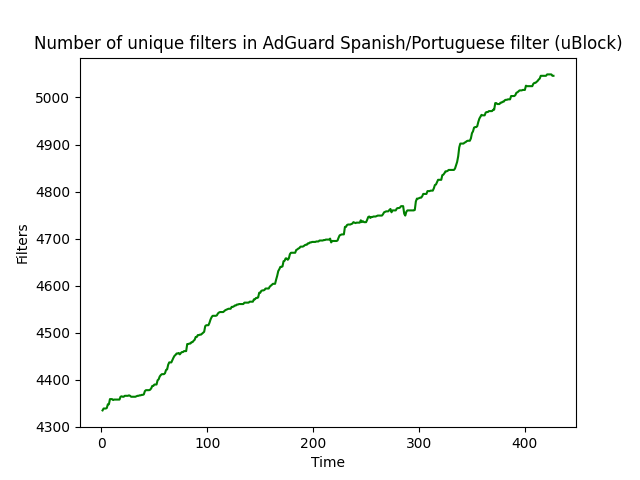 Number of unique filters in AdGuard Spanish/Portuguese filter (uBlock)
5000
4900
4800
4700
4600
4500
4400
4300
Filters
0 100 200 300 400
Time